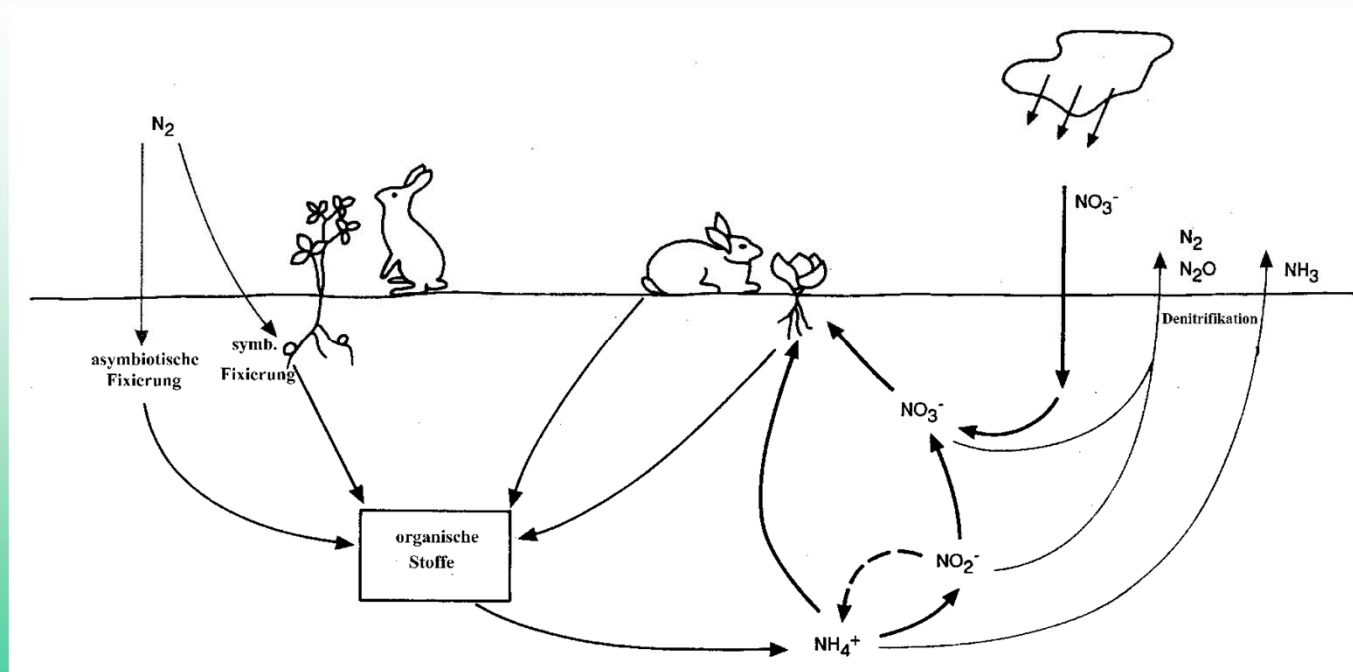 N₂
NO₃⁻
N₂
N₂O
NH₃
Denitrifikation
asymbiotische
Fixierung
symb.
Fixierung
NO₃⁻
organische
Stoffe
NO₂⁻
NH₄⁺